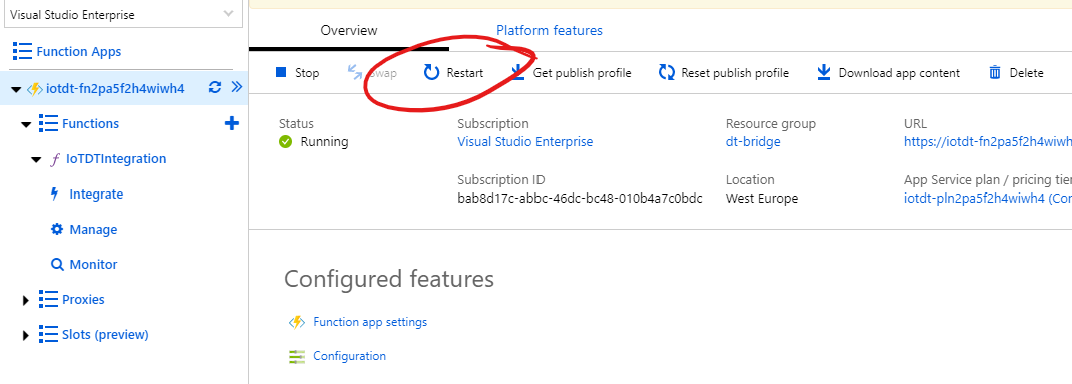 Visual Studio Enterprise
Function Apps
iotdt-fn2pa5f2h4wiwh4
Functions
IoTDTIntegration
Integrate
Manage
Monitor
Proxies
Slots (preview)
Overview
Platform features
Stop
Swap
Restart
Get publish profile
Reset publish profile
Download app content
Delete
Status
Running
Subscription
Visual Studio Enterprise
Resource group
dt-bridge
URL
https://iotdt-fn2pa5f2h4wiwh
Subscription ID
bab8d17c-abbc-46dc-bc48-010b4a7c0bdc
Location
West Europe
App Service plan / pricing tie
iotdt-pln2pa5f2h4wiwh4 (Con
Configured features
Function app settings
Configuration